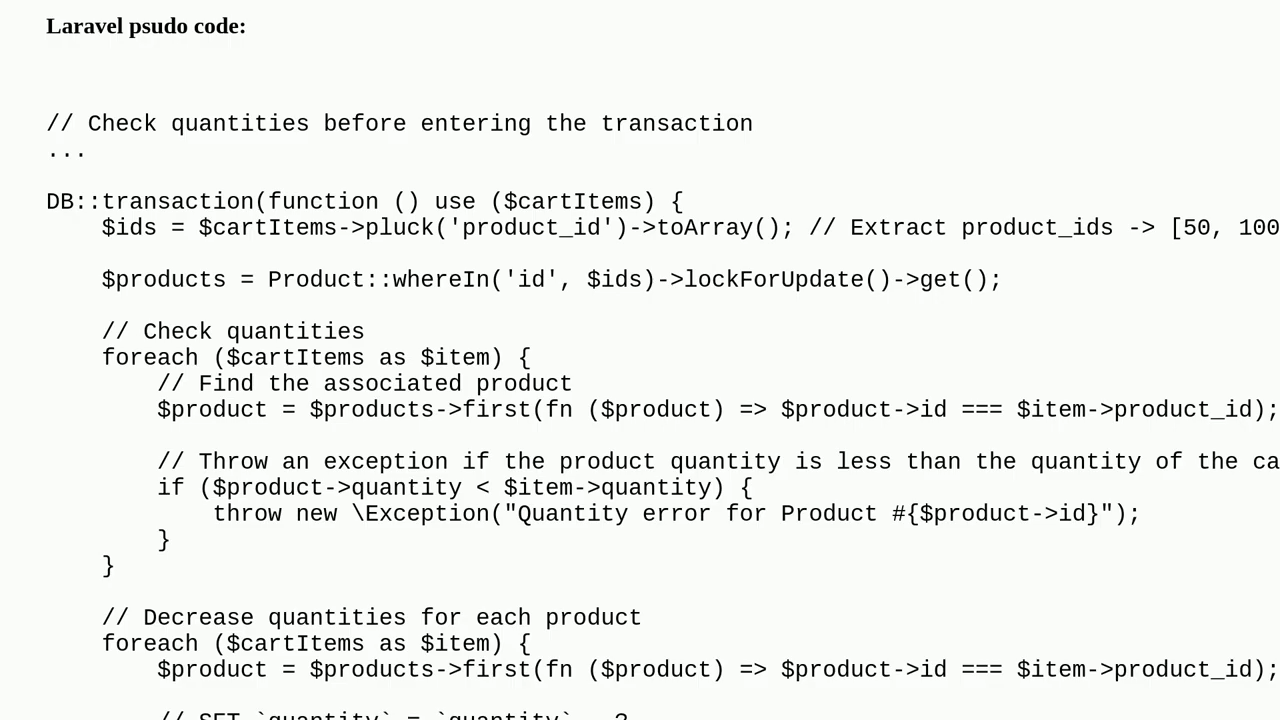 Laravel psudo code:
// Check quantities before entering the transaction
...
DB::transaction(function () use ($cartItems) {
    $ids = $cartItems->pluck('product_id')->toArray(); // Extract product_ids -> [50, 100
    $products = Product::whereIn('id', $ids)->lockForUpdate()->get();
    // Check quantities
    foreach ($cartItems as $item) {
        // Find the associated product
        $product = $products->first(fn ($product) => $product->id === $item->product_id);
        // Throw an exception if the product quantity is less than the quantity of the ca
        if ($product->quantity < $item->quantity) {
            throw new \Exception("Quantity error for Product #{$product->id}");
        }
    }
    // Decrease quantities for each product
    foreach ($cartItems as $item) {
        $product = $products->first(fn ($product) => $product->id === $item->product_id);
        // SET `quantity` = `quantity` - ?